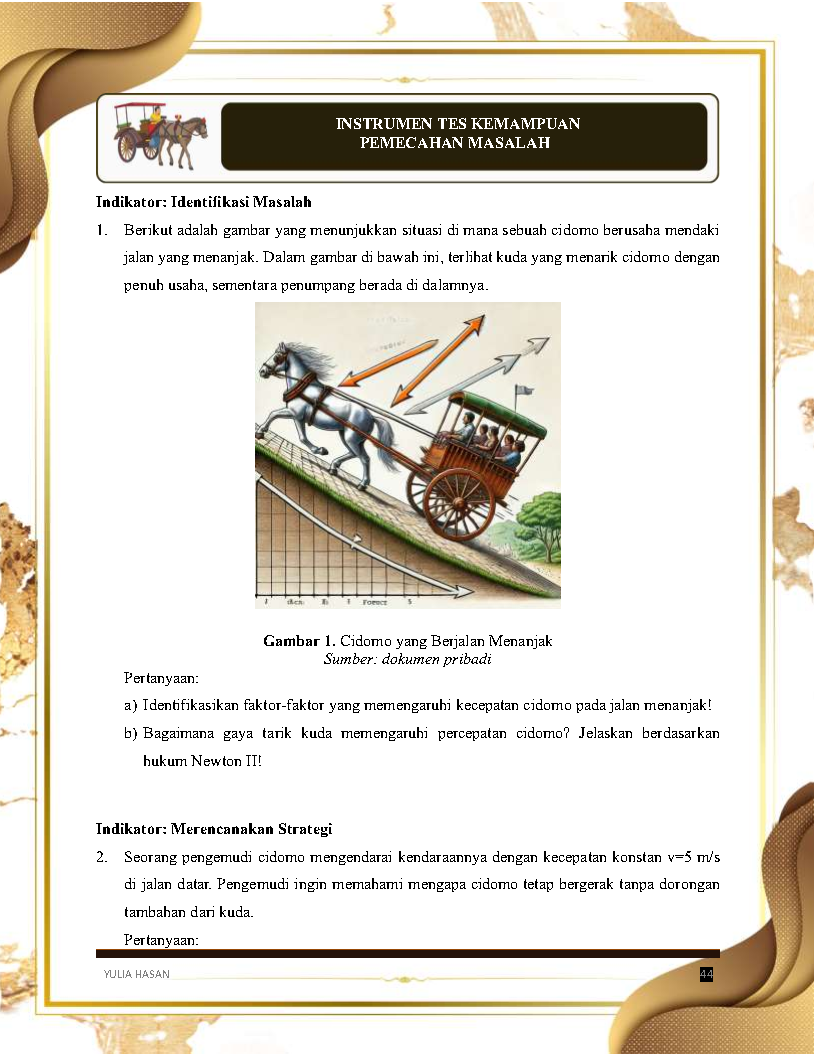 INSTRUMEN TES KEMAMPUAN
PEMECAHAN MASALAH
Indikator: Identifikasi Masalah
1. Berikut adalah gambar yang menunjukkan situasi di mana sebuah cidomo berusaha mendaki
jalan yang menanjak. Dalam gambar di bawah ini, terlihat kuda yang menarik cidomo dengan
penuh usaha, sementara penumpang berada di dalamnya.
Gambar 1. Cidomo yang Berjalan Menanjak
Sumber: dokumen pribadi
Pertanyaan:
a) Identifikasikan faktor-faktor yang memengaruhi kecepatan cidomo pada jalan menanjak!
b) Bagaimana gaya tarik kuda memengaruhi percepatan cidomo? Jelaskan berdasarkan
hukum Newton II!
Indikator: Merencanakan Strategi
2. Seorang pengemudi cidomo mengendarai kendaraannya dengan kecepatan konstan v=5 m/s
di jalan datar. Pengemudi ingin memahami mengapa cidomo tetap bergerak tanpa dorongan
tambahan dari kuda.
Pertanyaan:
YULIA HASAN
44